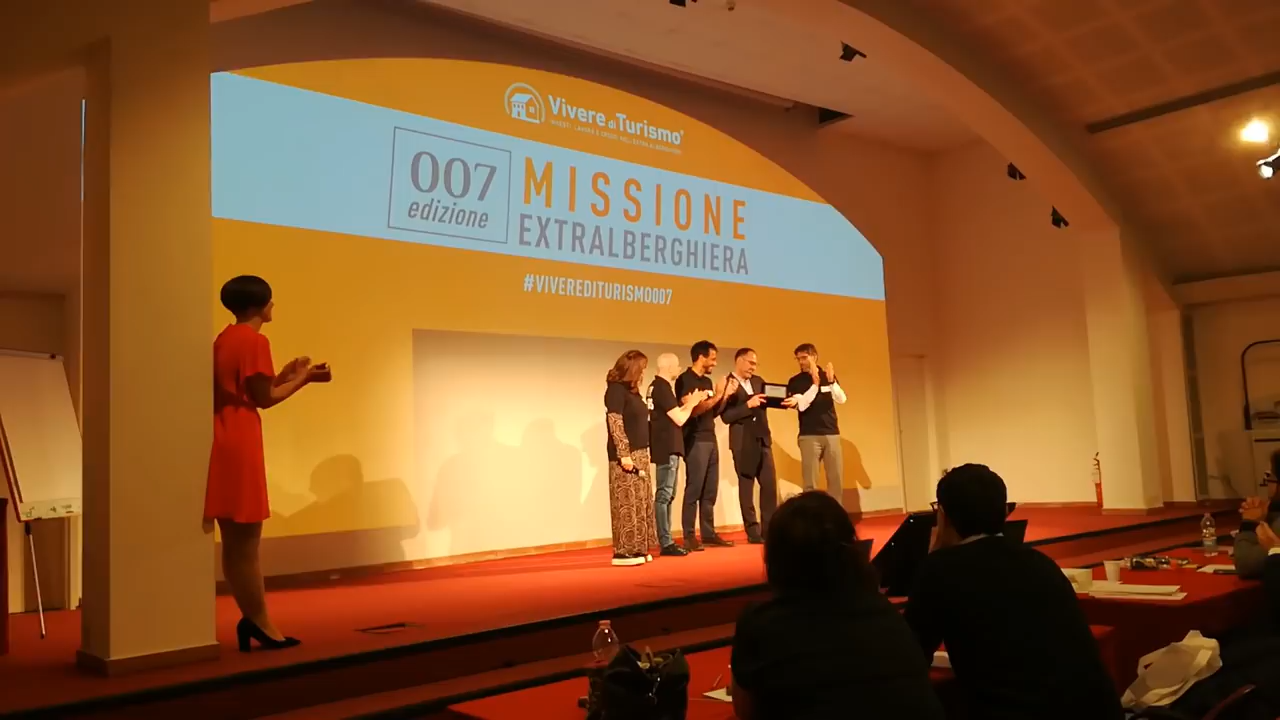 Vivere di Turismo
007
edizione
MISSIONE
EXTRALBERGHIERA
#VIVEREDITURISMO007